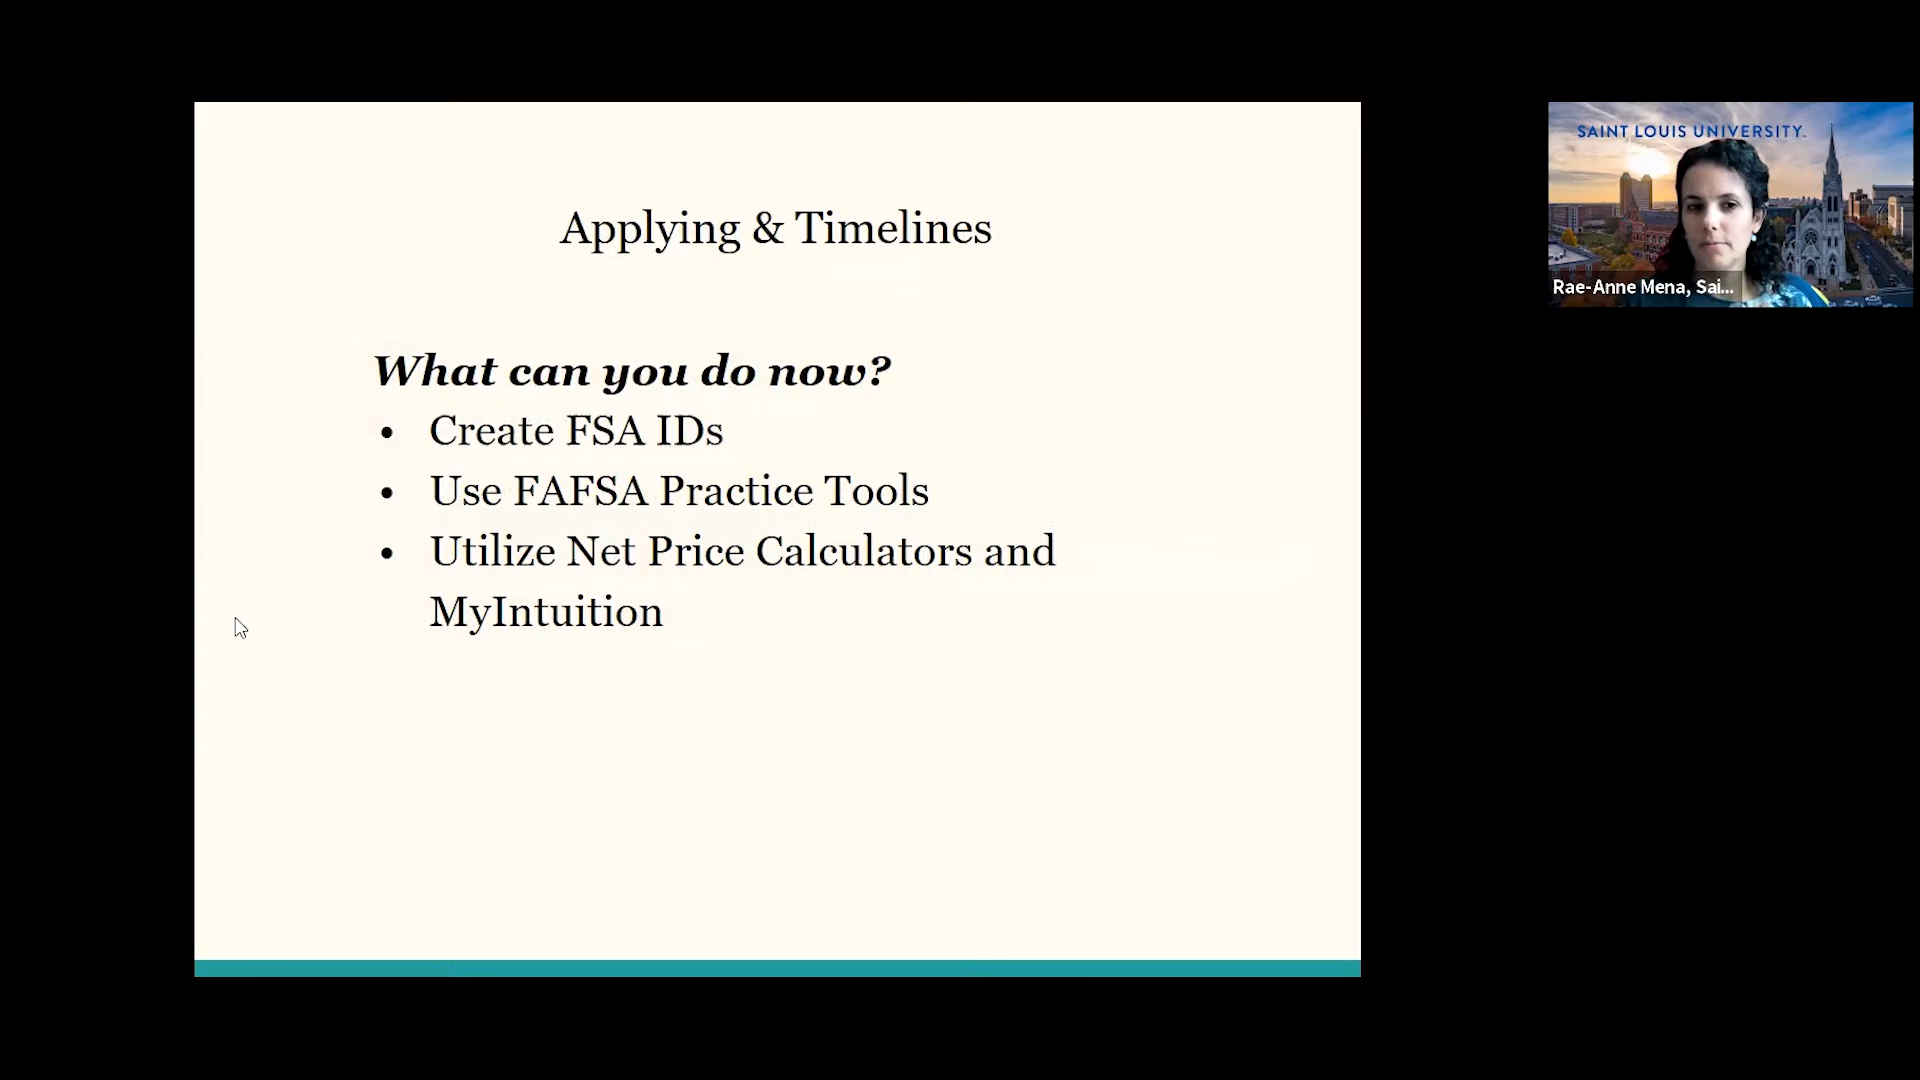 Applying & Timelines
What can you do now?
• Create FSA IDs
• Use FAFSA Practice Tools
• Utilize Net Price Calculators and
MyIntuition
SAINT LOUIS UNIVERSITY™
Rae-Anne Mena, Sai...